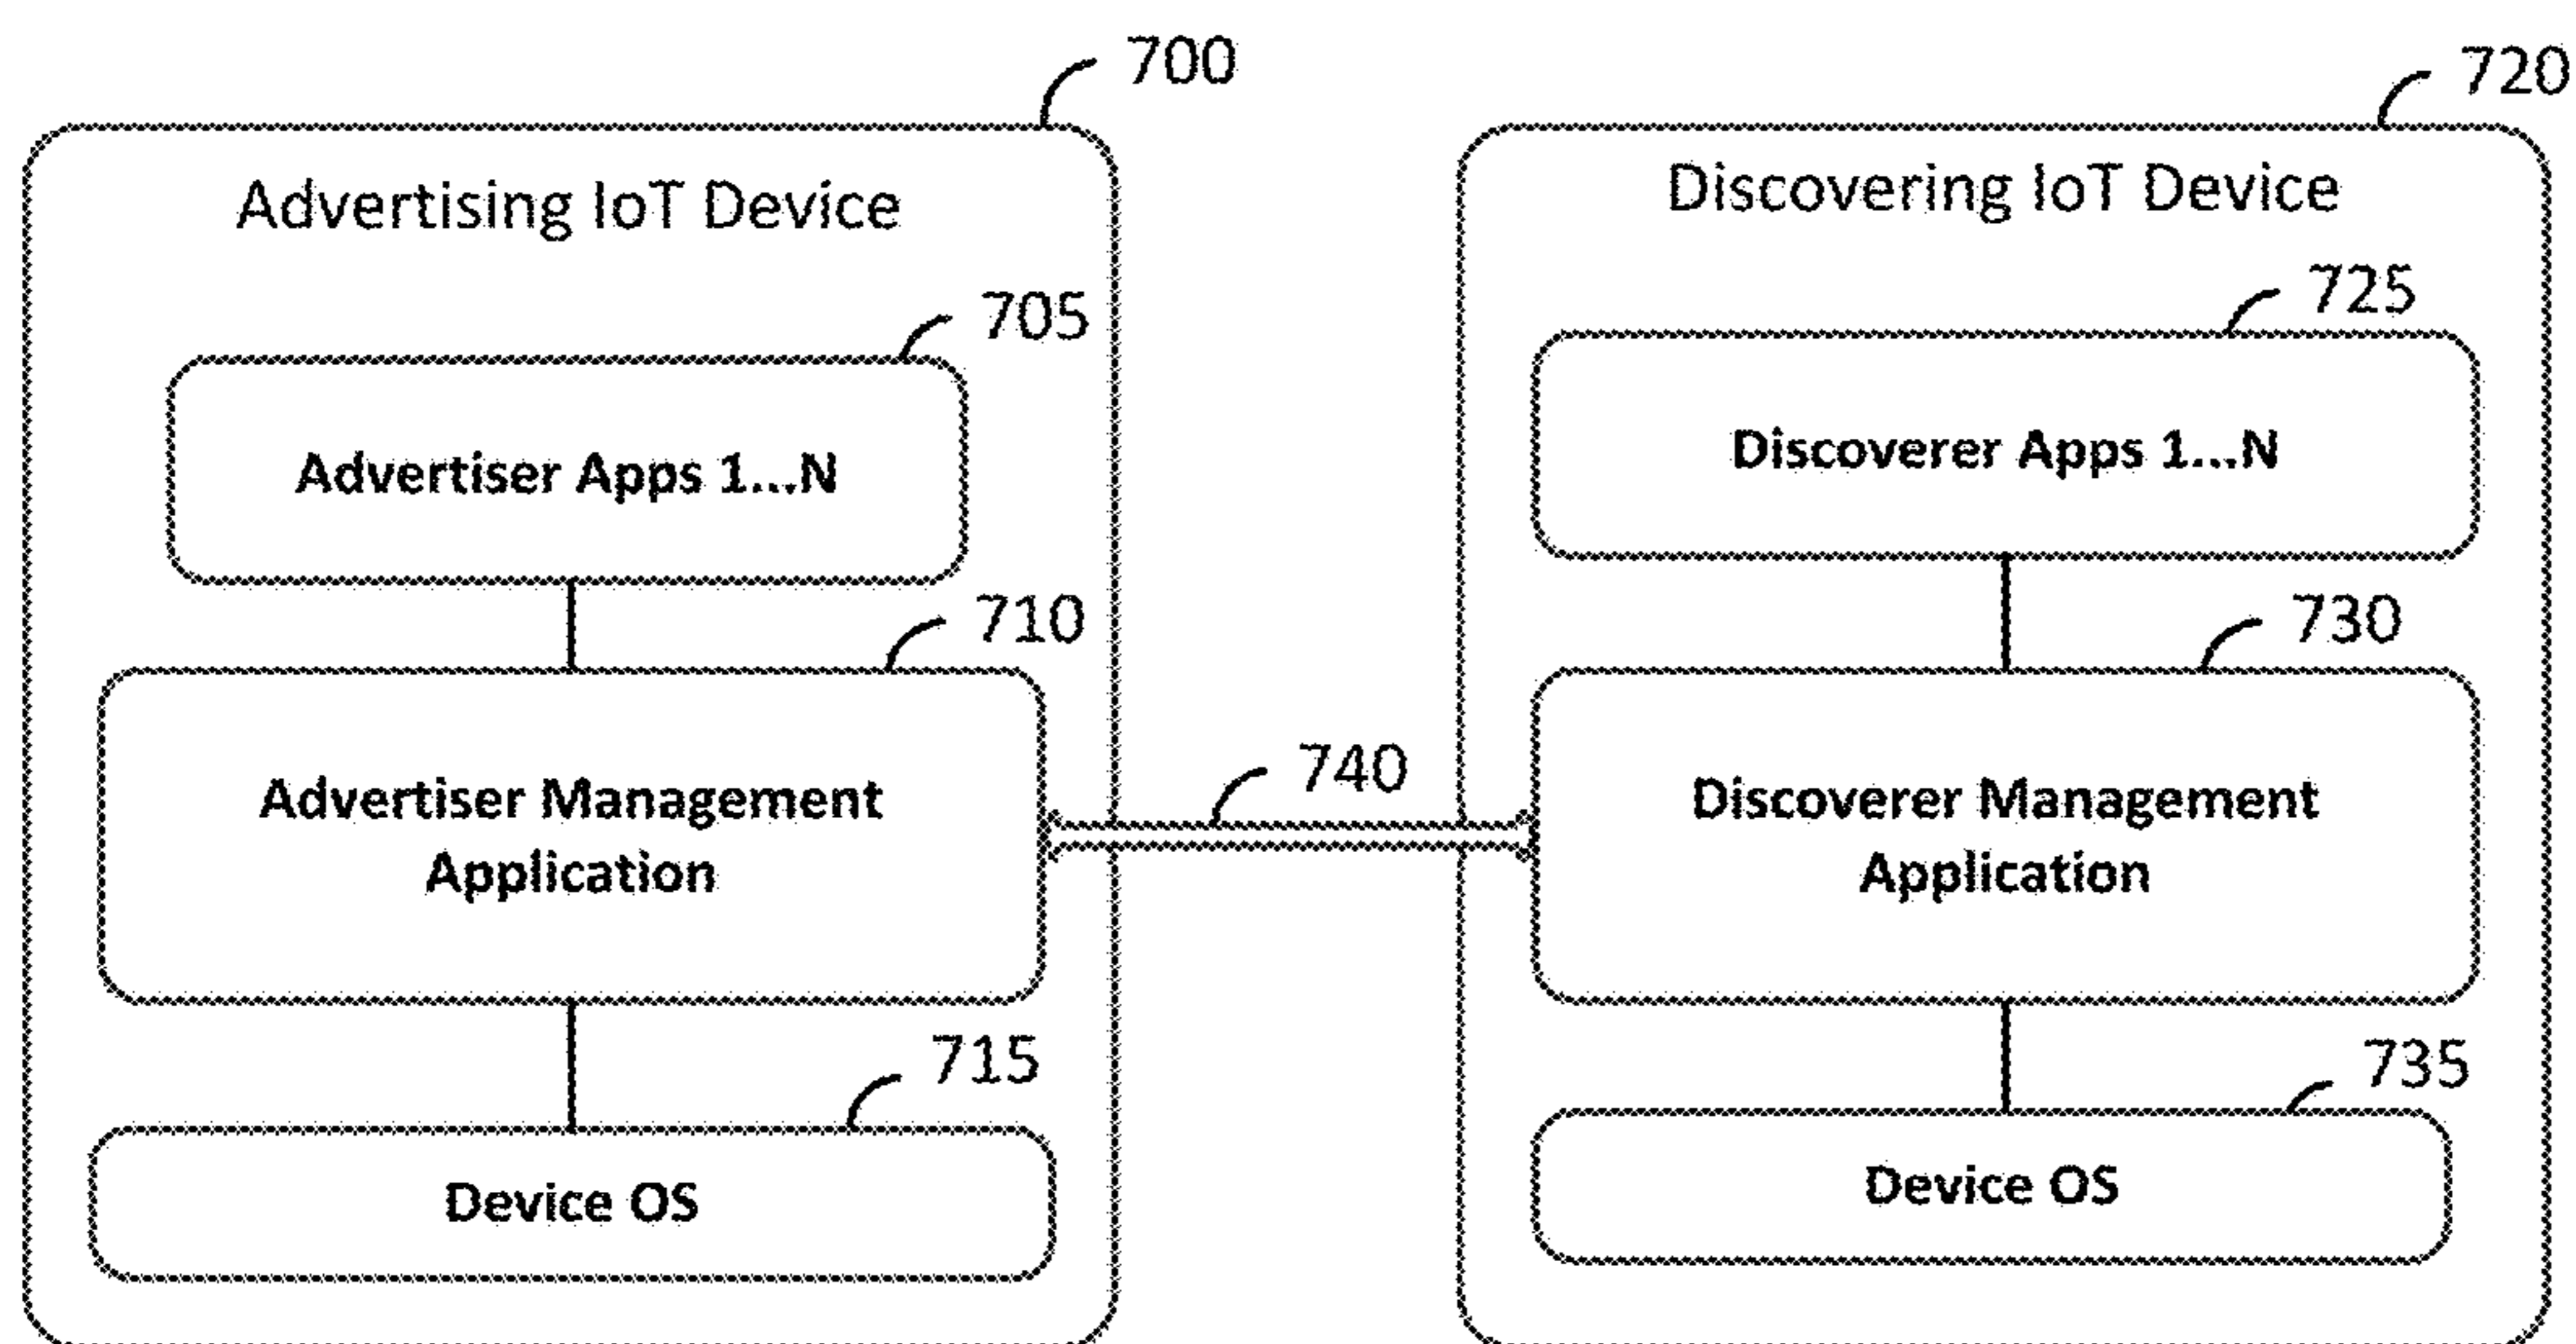 700
720
Advertising IoT Device
Discovering IoT Device
705
725
Advertiser Apps 1...N
Discoverer Apps 1...N
710
730
Advertiser Management
Application
740
Discoverer Management
Application
715
735
Device OS
Device OS